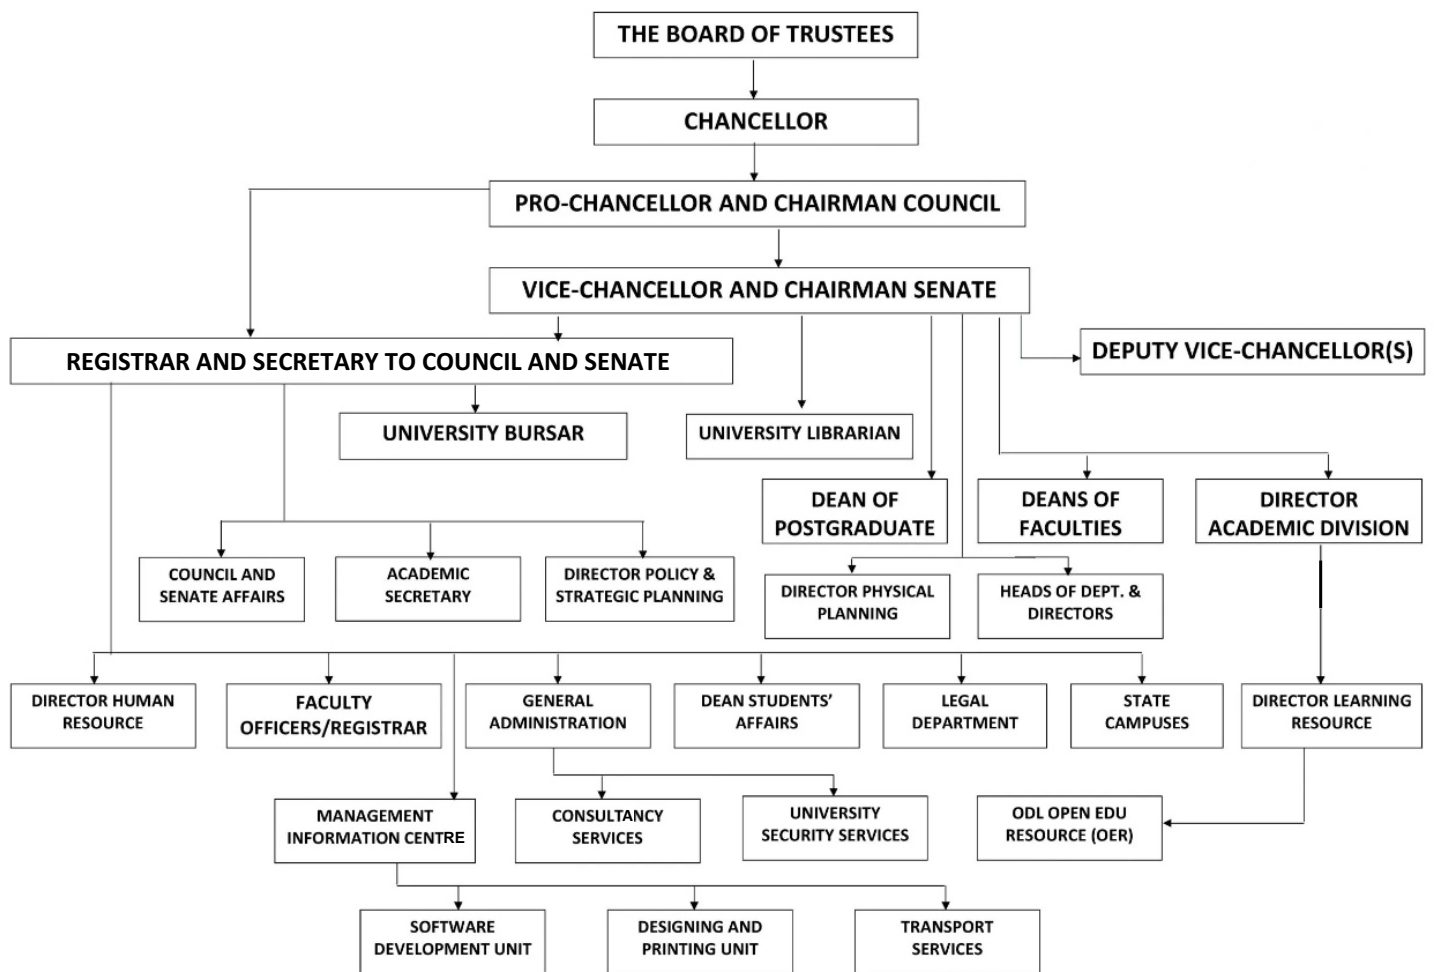 THE BOARD OF TRUSTEES
CHANCELLOR
PRO-CHANCELLOR AND CHAIRMAN COUNCIL
VICE-CHANCELLOR AND CHAIRMAN SENATE
REGISTRAR AND SECRETARY TO COUNCIL AND SENATE
DEPUTY VICE-CHANCELLOR(S)
UNIVERSITY BURSAR
UNIVERSITY LIBRARIAN
DEAN OF
POSTGRADUATE
DEANS OF
FACULTIES
DIRECTOR
ACADEMIC DIVISION
COUNCIL AND
SENATE AFFAIRS
ACADEMIC
SECRETARY
DIRECTOR POLICY &
STRATEGIC PLANNING
DIRECTOR PHYSICAL
PLANNING
HEADS OF DEPT. &
DIRECTORS
DIRECTOR HUMAN
RESOURCE
FACULTY
OFFICERS/REGISTRAR
GENERAL
ADMINISTRATION
DEAN STUDENTS’
AFFAIRS
LEGAL
DEPARTMENT
STATE
CAMPUSES
DIRECTOR LEARNING
RESOURCE
MANAGEMENT
INFORMATION CENTRE
CONSULTANCY
SERVICES
UNIVERSITY
SECURITY SERVICES
ODL OPEN EDU
RESOURCE (OER)
SOFTWARE
DEVELOPMENT UNIT
DESIGNING AND
PRINTING UNIT
TRANSPORT
SERVICES